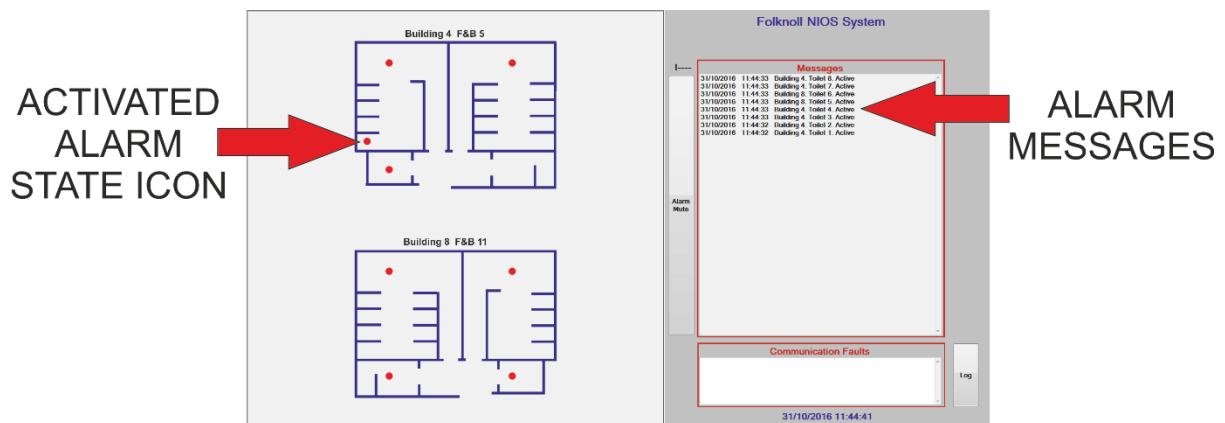 ACTIVATED
ALARM
STATE ICON
Building 4 F&B 5
Building 8 F&B 11
Folknoll NIOS System
I----
Alarm
Mute
Messages
31/10/2016 11:44:33 Building 4. Toilet 8. Active
31/10/2016 11:44:33 Building 4. Toilet 7. Active
31/10/2016 11:44:33 Building 8. Toilet 6. Active
31/10/2016 11:44:33 Building 8. Toilet 5. Active
31/10/2016 11:44:33 Building 4. Toilet 4. Active
31/10/2016 11:44:33 Building 4. Toilet 3. Active
31/10/2016 11:44:32 Building 4. Toilet 2. Active
31/10/2016 11:44:32 Building 4. Toilet 1. Active
Communication Faults
Log
31/10/2016 11:44:41
ALARM
MESSAGES